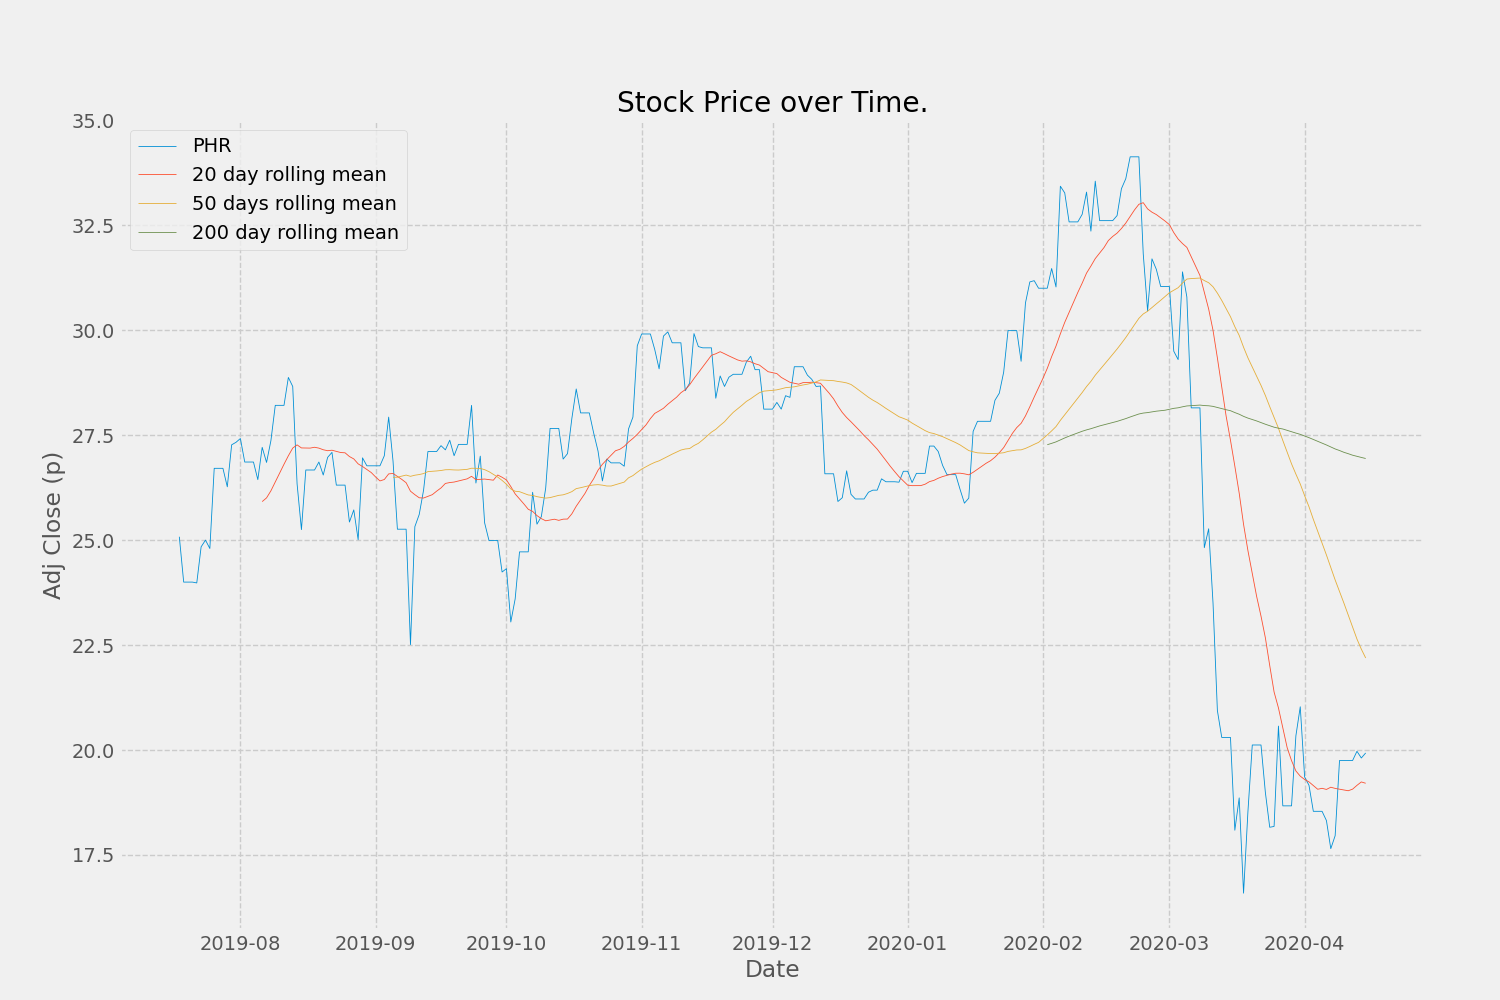 Stock Price over Time.
PHR
20 day rolling mean
50 days rolling mean
200 day rolling mean
35.0
32.5
30.0
27.5
25.0
22.5
20.0
17.5
Adj Close (p)
2019-08 2019-09 2019-10 2019-11 2019-12 2020-01 2020-02 2020-03 2020-04
Date